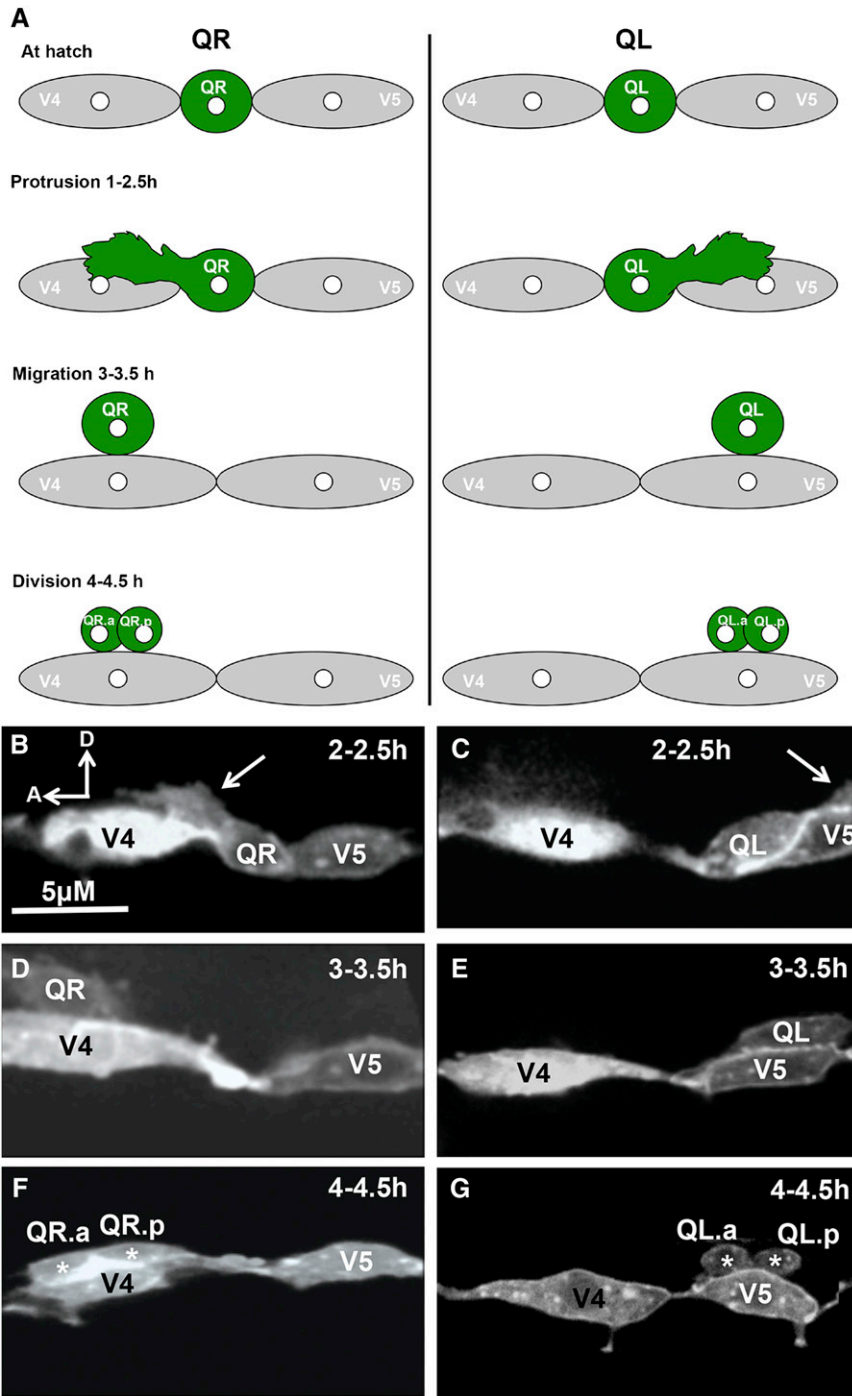 A
QR QL
At hatch
V4 QR V5 V4 QL V5
Protrusion 1-2.5h
V4 QR V5 V4 QL V5
Migration 3-3.5 h
QR QL
V4 V5 V4 V5
Division 4-4.5 h
QR.a QR.p QL.a QL.p
V4 V5 V4 V5
B D 2-2.5h C 2-2.5h
A
V4 QR V5 V4 QL V5
5µM
D 3-3.5h E 3-3.5h
QR QL
V4 V5 V4 V5
F 4-4.5h G 4-4.5h
QR.a QR.p QL.a QL.p
* * * *
V4 V5 V4 V5